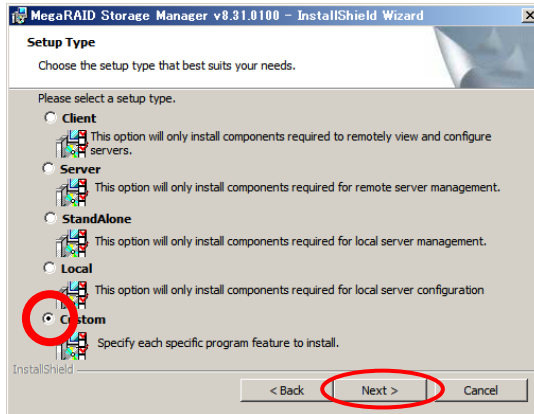 MegaRAID Storage Manager v8.31.0100 - InstallShield Wizard
Setup Type
Choose the setup type that best suits your needs.
Please select a setup type.
Client
This option will only install components required to remotely view and configure
servers.
Server
This option will only install components required for remote server management.
StandAlone
This option will only install components required for local server management.
Local
This option will only install components required for local server configuration
Custom
Specify each specific program feature to install.
InstallShield
< Back
Next >
Cancel